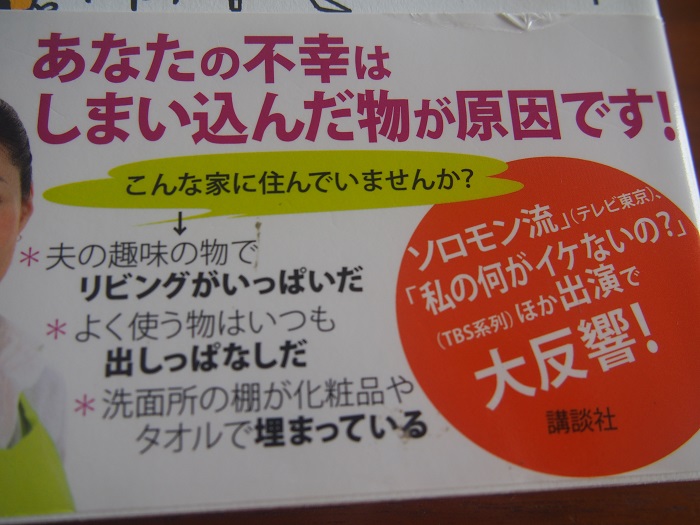 あなたの不幸は
しまい込んだ物が原因です!
こんな家に住んでいませんか?
↓
*夫の趣味の物で
リビングがいっぱいだ
*よく使う物はいつも
出しっぱなしだ
*洗面所の棚が化粧品や
タオルで埋まっている
ソロモン流」(テレビ東京)、
「私の何がイケないの?」
(TBS系列)ほか出演で
大反響!
講談社